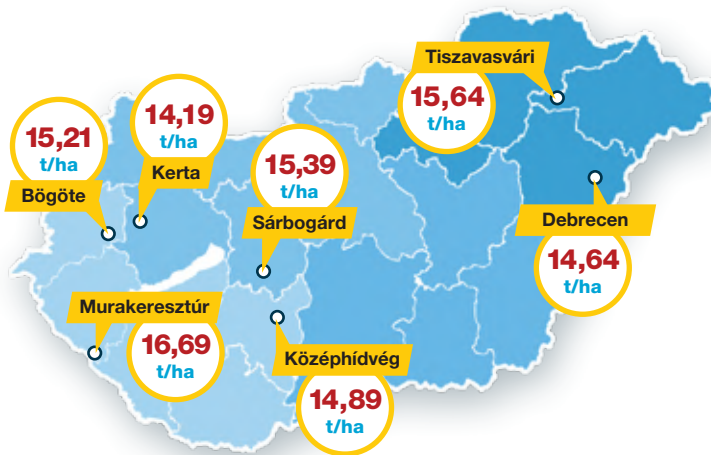 Tiszavasvári
15,64
t/ha
14,19
t/ha
Kerta
15,21
t/ha
Bögöte
15,39
t/ha
Sárbogárd
Debrecen
14,64
t/ha
Murakeresztúr
16,69
t/ha
Középhídvég
14,89
t/ha